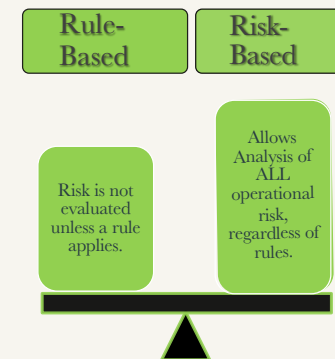 Rule-
Based
Risk-
Based
Risk is not
evaluated
unless a rule
applies.
Allows
Analysis of
ALL
operational
risk,
regardless of
rules.